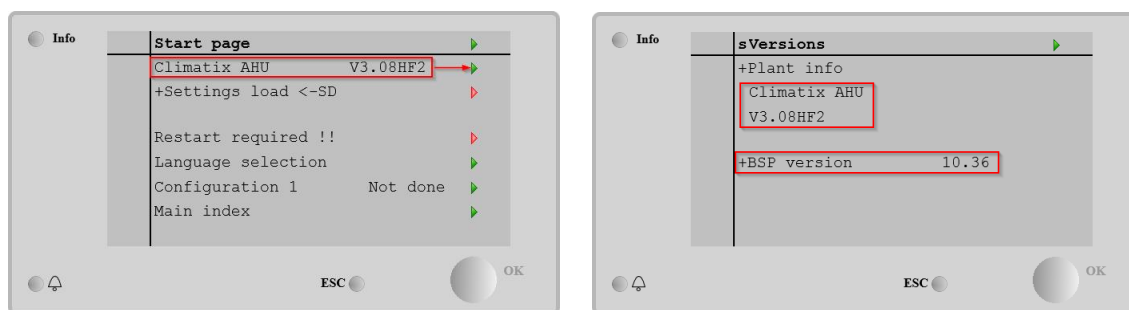 Info
Start page
Climatix AHU V3.08HF2
+Settings load <-SD
Restart required !!
Language selection
Configuration 1 Not done
Main index
ESC
OK
Info
sVersions
+Plant info
Climatix AHU
V3.08HF2
+BSP version 10.36
ESC
OK